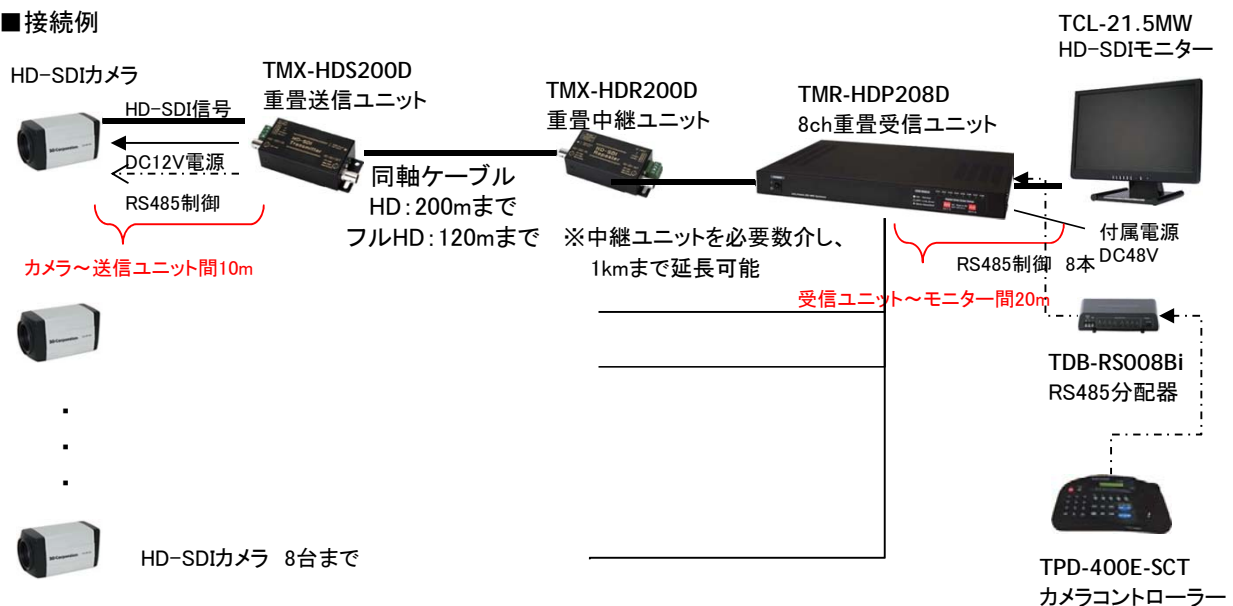 ■接続例
HD-SDIカメラ
HD-SDI信号
DC12V電源
RS485制御
カメラ～送信ユニット間10m
TMX-HDS200D
重畳送信ユニット
HD-SDI
Transmitter
同軸ケーブル
HD:200mまで
フルHD:120mまで
TMX-HDR200D
重畳中継ユニット
HD-SDI
Repeater
※中継ユニットを必要数介し、
1kmまで延長可能
TMR-HDP208D
8ch重畳受信ユニット
TCL-21.5MW
HD-SDIモニター
付属電源
DC48V
RS485制御 8本
受信ユニット～モニター間20m
TDB-RS008Bi
RS485分配器
TPD-400E-SCT
カメラコントローラー
HD-SDIカメラ 8台まで